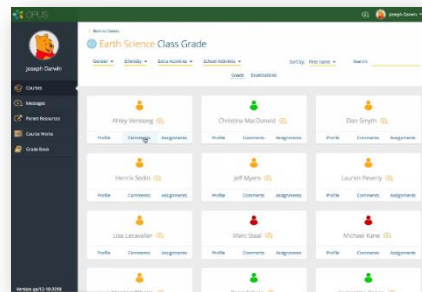 OPUS
Joseph Darwin
Joseph Darwin
Courses
Messages
Parent Resources
Course Works
Grade Book
Earth Science Class Grade
Gender
Ethnicity
Extra Activities
School Activities
Sort by:
First name
Search:
Grade
Christina MacDonald
Dan Smyth
Profile Comments Assignments
Profile Comments Assignments
Profile Comments Assignments
Henrik Sedin
Jeff Myers
Lauren Peverly
Profile Comments Assignments
Profile Comments Assignments
Profile Comments Assignments
Lisa Lecavalier
Marc Staal
Michael Kane
Profile Comments Assignments
Profile Comments Assignments
Profile Comments Assignments